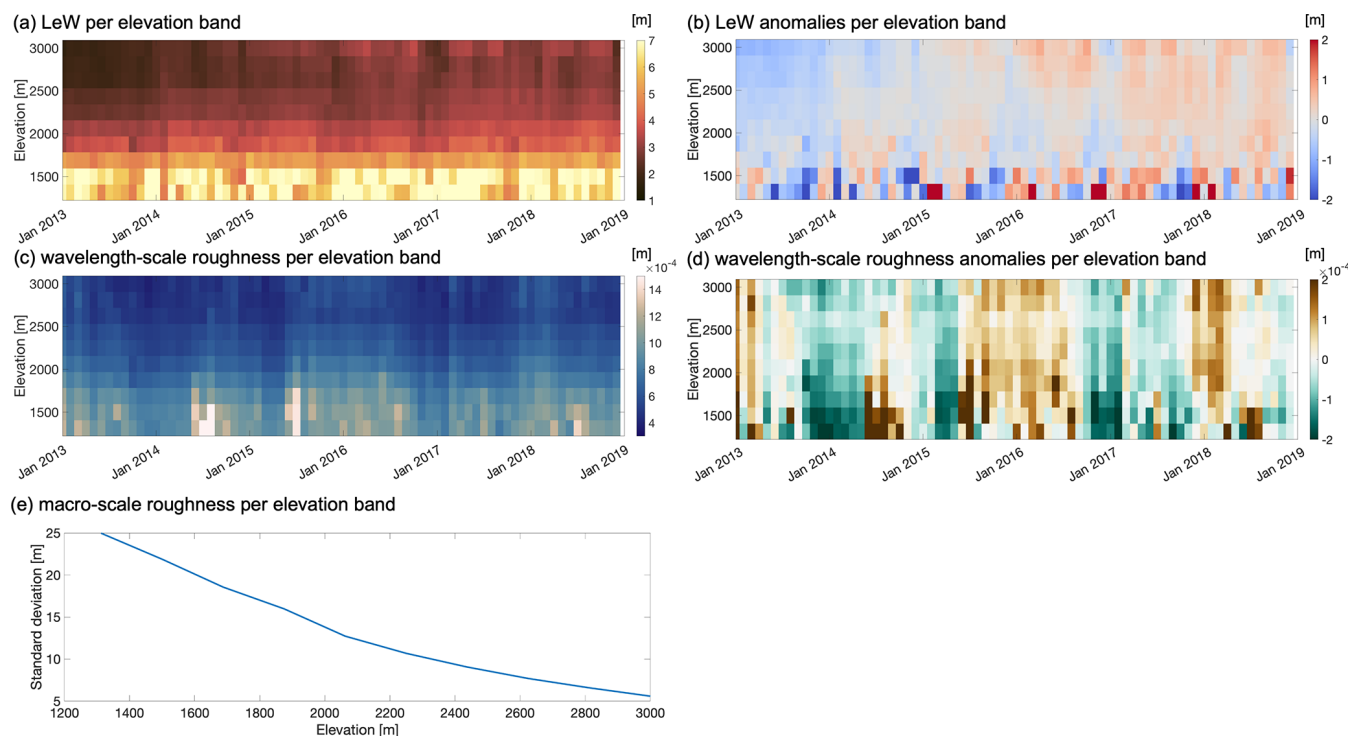 (a) LeW per elevation band [m]
(b) LeW anomalies per elevation band [m]
Elevation [m]
3000
2500
2000
1500
7
6
5
4
3
2
1
Jan 2013 Jan 2014 Jan 2015 Jan 2016 Jan 2017 Jan 2018 Jan 2019
Elevation [m]
3000
2500
2000
1500
2
1
0
-1
-2
Jan 2013 Jan 2014 Jan 2015 Jan 2016 Jan 2017 Jan 2018 Jan 2019
(c) wavelength-scale roughness per elevation band [m]
×10⁻⁴
(d) wavelength-scale roughness anomalies per elevation band [m]
×10⁻⁴
Elevation [m]
3000
2500
2000
1500
14
12
10
8
6
4
Jan 2013 Jan 2014 Jan 2015 Jan 2016 Jan 2017 Jan 2018 Jan 2019
Elevation [m]
3000
2500
2000
1500
2
1
0
-1
-2
Jan 2013 Jan 2014 Jan 2015 Jan 2016 Jan 2017 Jan 2018 Jan 2019
(e) macro-scale roughness per elevation band
Standard deviation [m]
25
20
15
10
5
1200 1400 1600 1800 2000 2200 2400 2600 2800 3000
Elevation [m]